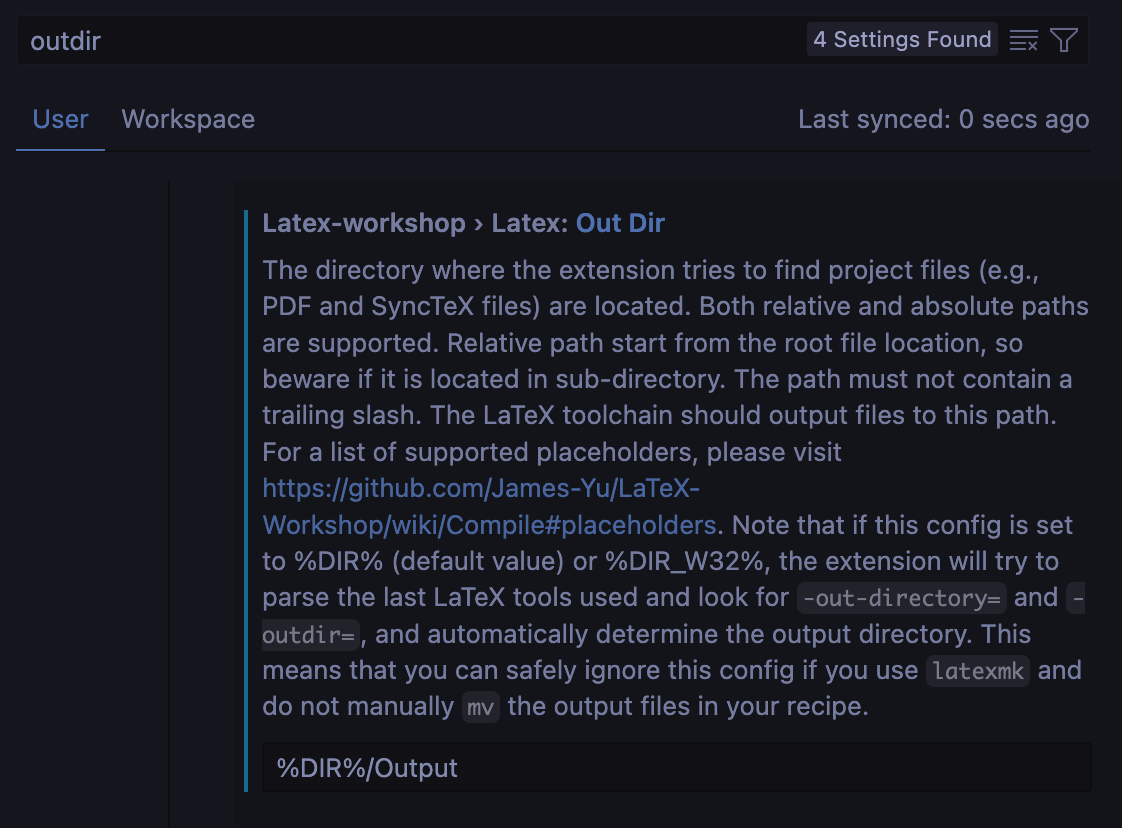 outdir
4 Settings Found
User
Workspace
Last synced: 0 secs ago
Latex-workshop › Latex: Out Dir
The directory where the extension tries to find project files (e.g.,
PDF and SyncTeX files) are located. Both relative and absolute paths
are supported. Relative path start from the root file location, so
beware if it is located in sub-directory. The path must not contain a
trailing slash. The LaTeX toolchain should output files to this path.
For a list of supported placeholders, please visit
https://github.com/James-Yu/LaTeX-
Workshop/wiki/Compile#placeholders. Note that if this config is set
to %DIR% (default value) or %DIR_W32%, the extension will try to
parse the last LaTeX tools used and look for -out-directory= and -
outdir=, and automatically determine the output directory. This
means that you can safely ignore this config if you use latexmk and
do not manually mv the output files in your recipe.
%DIR%/Output